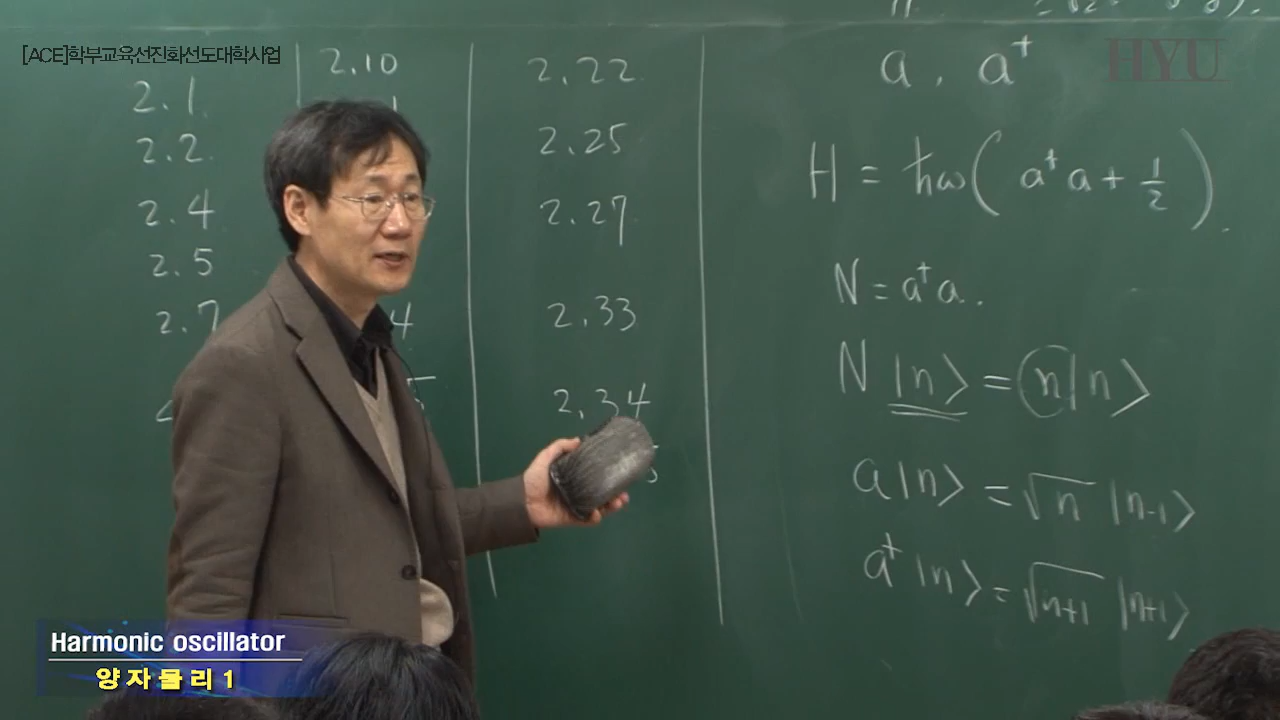 [ACE]학부교육선진화선도대학사업
HYU
2.1
2.2
2.4
2.5
2.7
2.10
2.22
2.25
2.27
2.33
2.34
a, a†
H = ħω( a†a + 1/2 )
N = a†a.
N |n> = n|n>
a|n> = √n |n-1>
a†|n> = √n+1 |n+1>
Harmonic oscillator
양자물리1